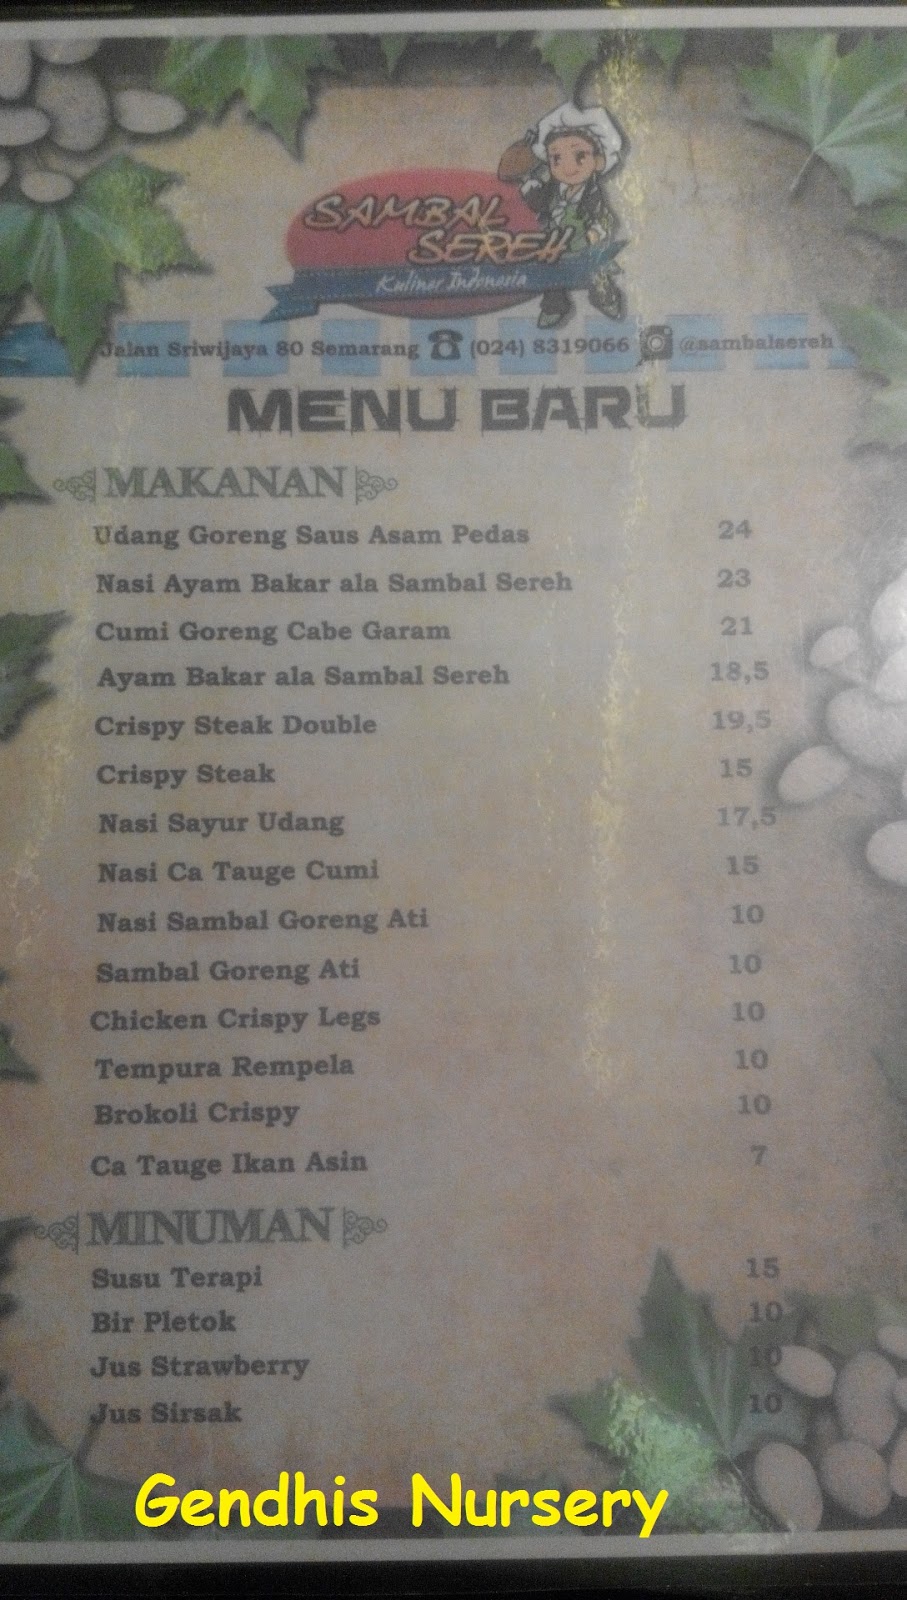 SAMBAL
SEREH
Kuliner Indonesia
Jalan Sriwijaya 80 Semarang (024) 8319066 @sambalsereh
MENU BARU
MAKANAN
Udang Goreng Saus Asam Pedas 24
Nasi Ayam Bakar ala Sambal Sereh 23
Cumi Goreng Cabe Garam 21
Ayam Bakar ala Sambal Sereh 18,5
Crispy Steak Double 19,5
Crispy Steak 15
Nasi Sayur Udang 17,5
Nasi Ca Tauge Cumi 15
Nasi Sambal Goreng Ati 10
Sambal Goreng Ati 10
Chicken Crispy Legs 10
Tempura Rempela 10
Brokoli Crispy 10
Ca Tauge Ikan Asin 7
MINUMAN
Susu Terapi 15
Bir Pletok 10
Jus Strawberry 10
Jus Sirsak 10
Gendhis Nursery